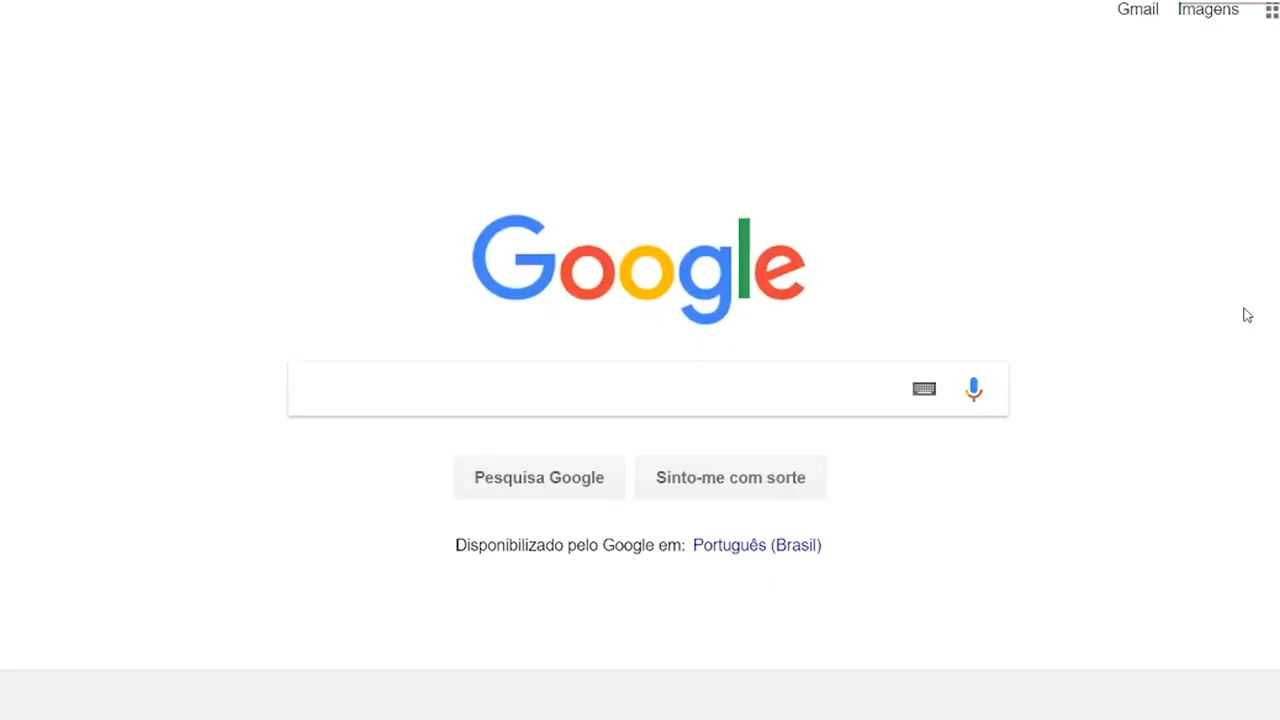 Gmail Imagens
Google
Pesquisa Google Sinto-me com sorte
Disponibilizado pelo Google em: Português (Brasil)